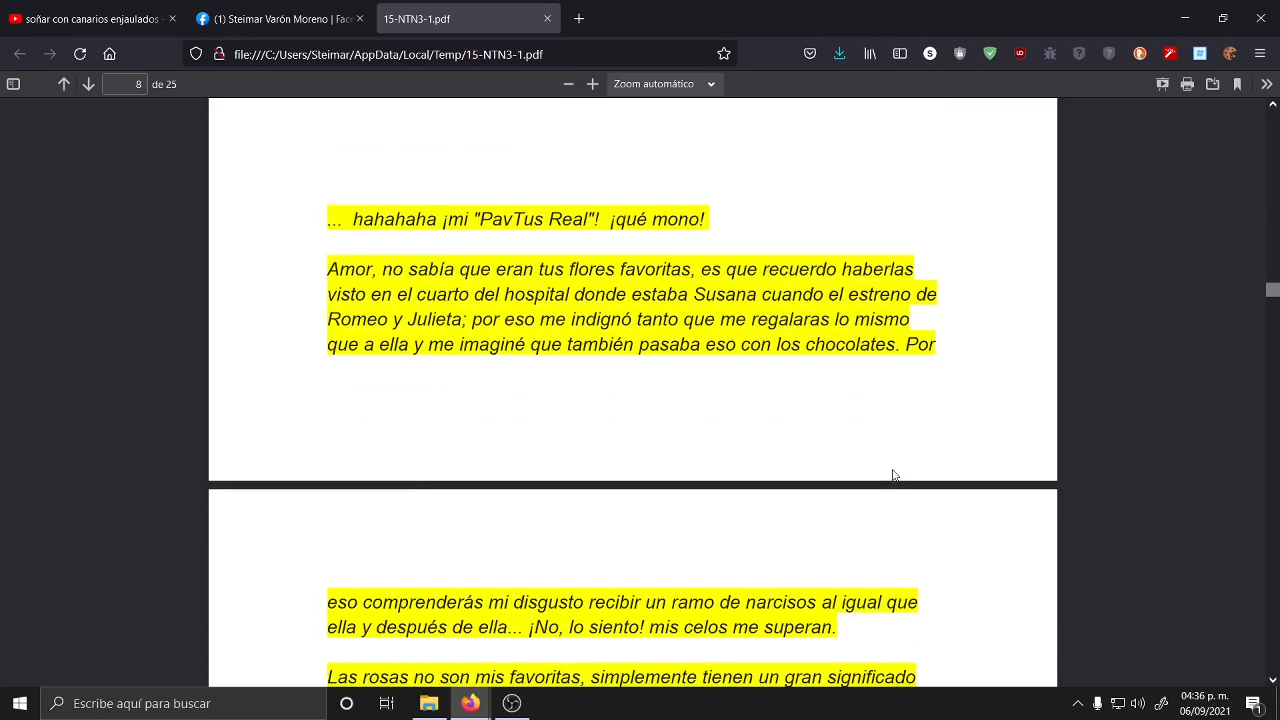 soñar con canarios enjaulados -
(1) Steimar Varón Moreno | Face
15-NTN3-1.pdf
file:///C:/Users/Steimar/AppData/Local/Temp/15-NTN3-1.pdf
8 de 25
Zoom automático
... hahahaha ¡mi "PavTus Real"! ¡qué mono!
Amor, no sabía que eran tus flores favoritas, es que recuerdo haberlas
visto en el cuarto del hospital donde estaba Susana cuando el estreno de
Romeo y Julieta; por eso me indignó tanto que me regalaras lo mismo
que a ella y me imaginé que también pasaba eso con los chocolates. Por
eso comprenderás mi disgusto recibir un ramo de narcisos al igual que
ella y después de ella... ¡No, lo siento! mis celos me superan.
Las rosas no son mis favoritas, simplemente tienen un gran significado
Escribe aquí para buscar
04:36 p. m.
06/09/2021